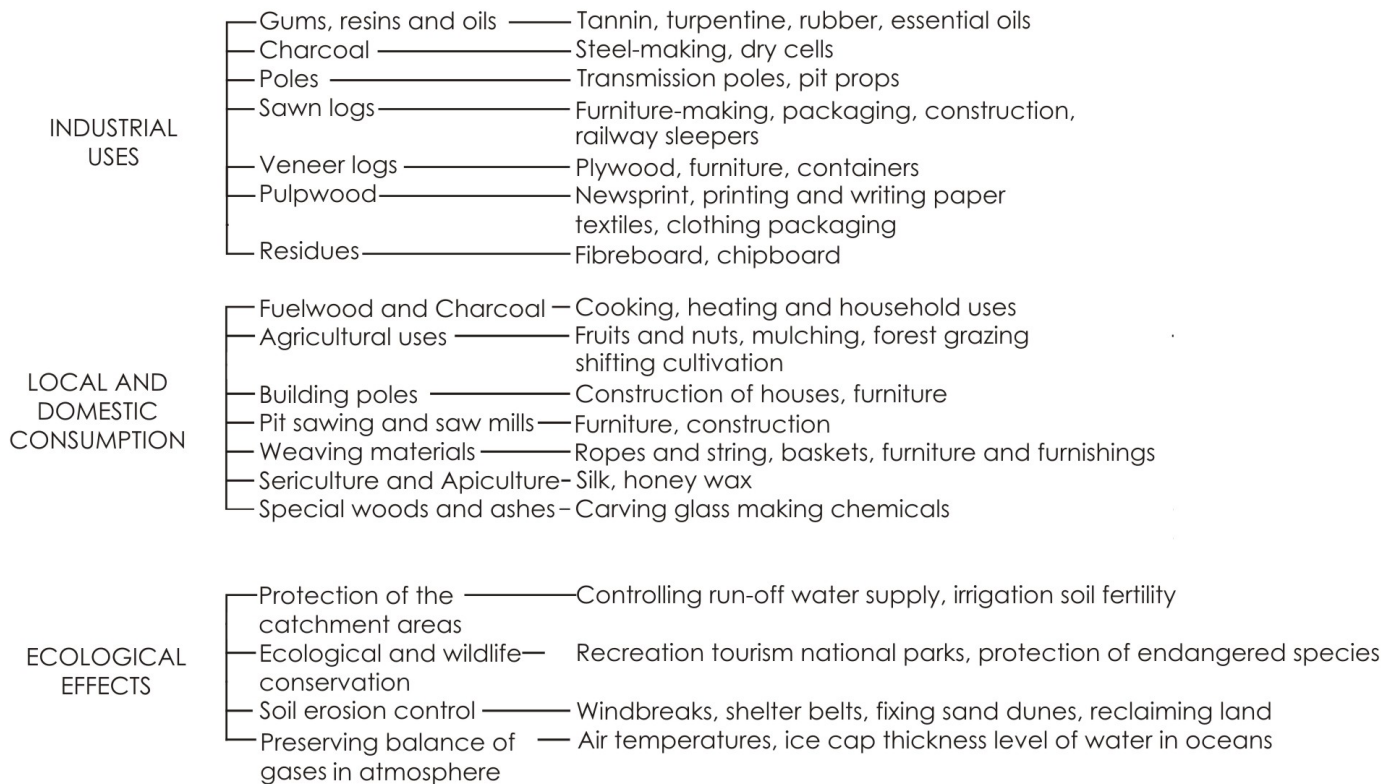 Gums, resins and oils Tannin, turpentine, rubber, essential oils
Charcoal Steel-making, dry cells
Poles Transmission poles, pit props
Sawn logs Furniture-making, packaging, construction,
railway sleepers
INDUSTRIAL
USES
Veneer logs Plywood, furniture, containers
Pulpwood Newsprint, printing and writing paper
textiles, clothing packaging
Residues Fibreboard, chipboard
Fuelwood and Charcoal Cooking, heating and household uses
Agricultural uses Fruits and nuts, mulching, forest grazing
shifting cultivation
LOCAL AND
DOMESTIC
CONSUMPTION
Building poles Construction of houses, furniture
Pit sawing and saw mills Furniture, construction
Weaving materials Ropes and string, baskets, furniture and furnishings
Sericulture and Apiculture Silk, honey wax
Special woods and ashes Carving glass making chemicals
Protection of the Controlling run-off water supply, irrigation soil fertility
catchment areas
ECOLOGICAL
EFFECTS
Ecological and wildlife Recreation tourism national parks, protection of endangered species
conservation
Soil erosion control Windbreaks, shelter belts, fixing sand dunes, reclaiming land
Preserving balance of Air temperatures, ice cap thickness level of water in oceans
gases in atmosphere